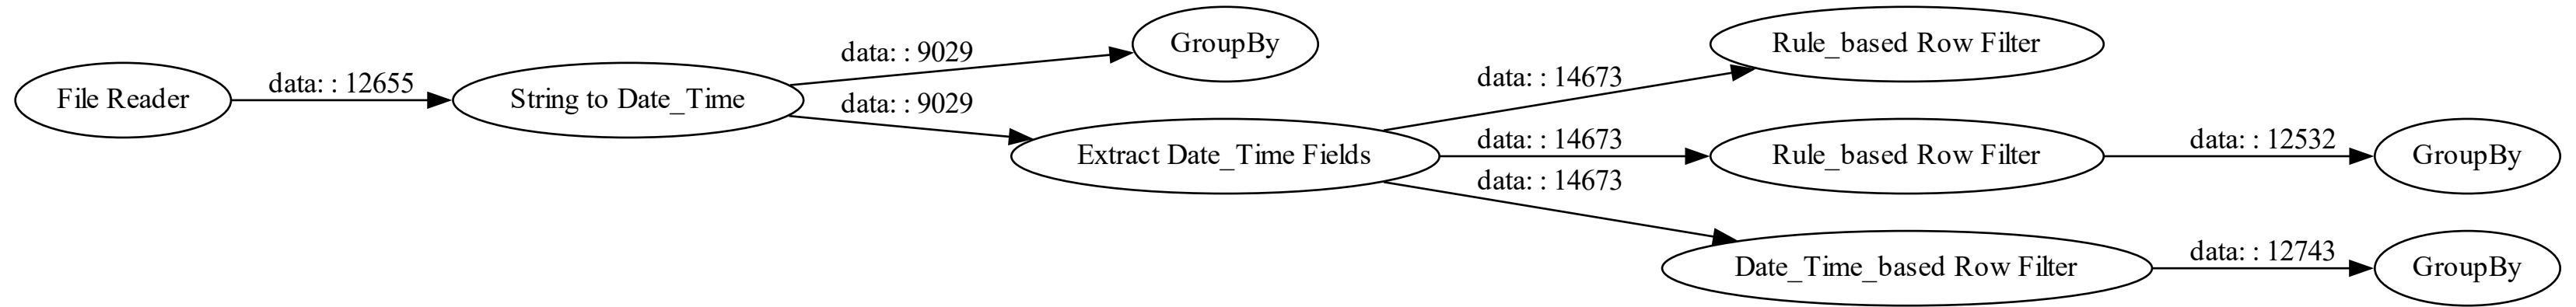 File Reader
data: : 12655
String to Date_Time
data: : 9029
GroupBy
data: : 9029
Extract Date_Time Fields
data: : 14673
Rule_based Row Filter
data: : 14673
Rule_based Row Filter
data: : 12532
GroupBy
data: : 14673
Date_Time_based Row Filter
data: : 12743
GroupBy